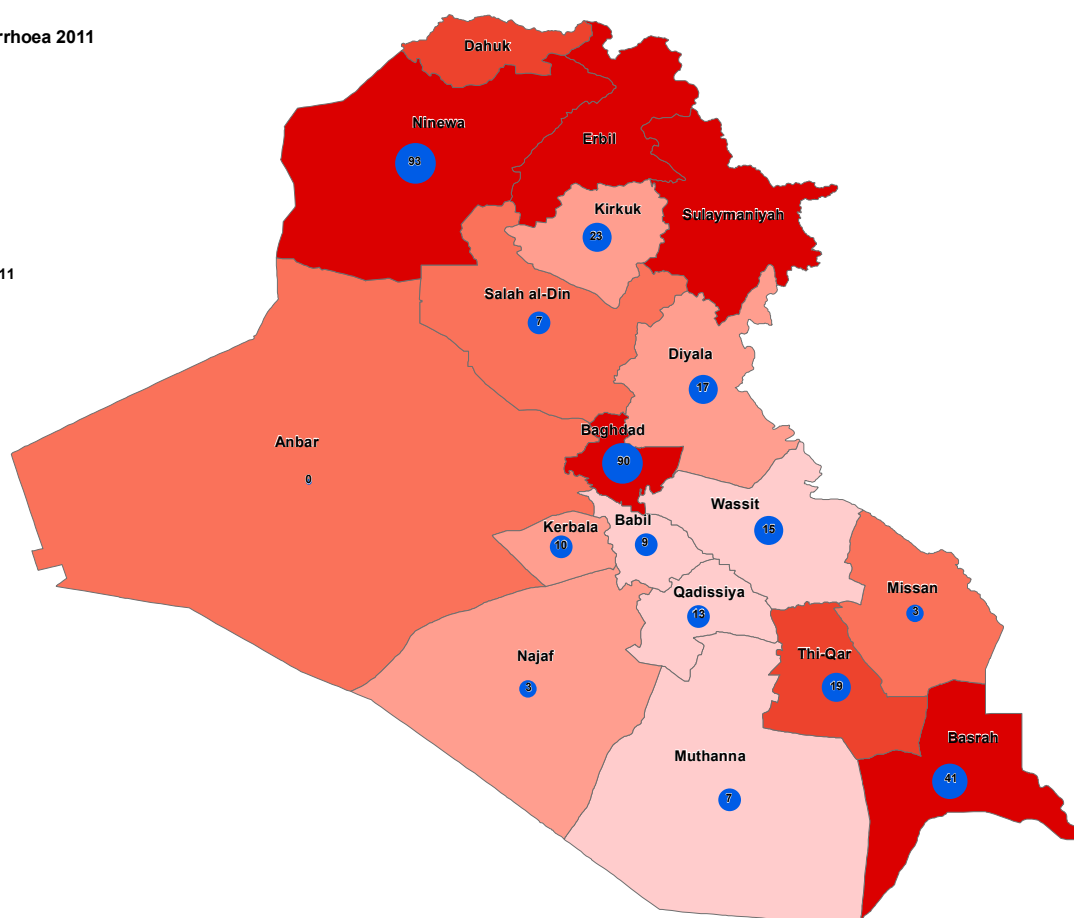 rrhoea 2011
Dahuk
Ninewa
93
Erbil
Sulaymaniyah
Kirkuk
23
11
Salah al-Din
7
Diyala
17
Baghdad
90
Anbar
0
Wassit
15
Kerbala
10
Babil
9
Qadissiya
13
Missan
3
Najaf
3
Thi-Qar
19
Basrah
41
Muthanna
7